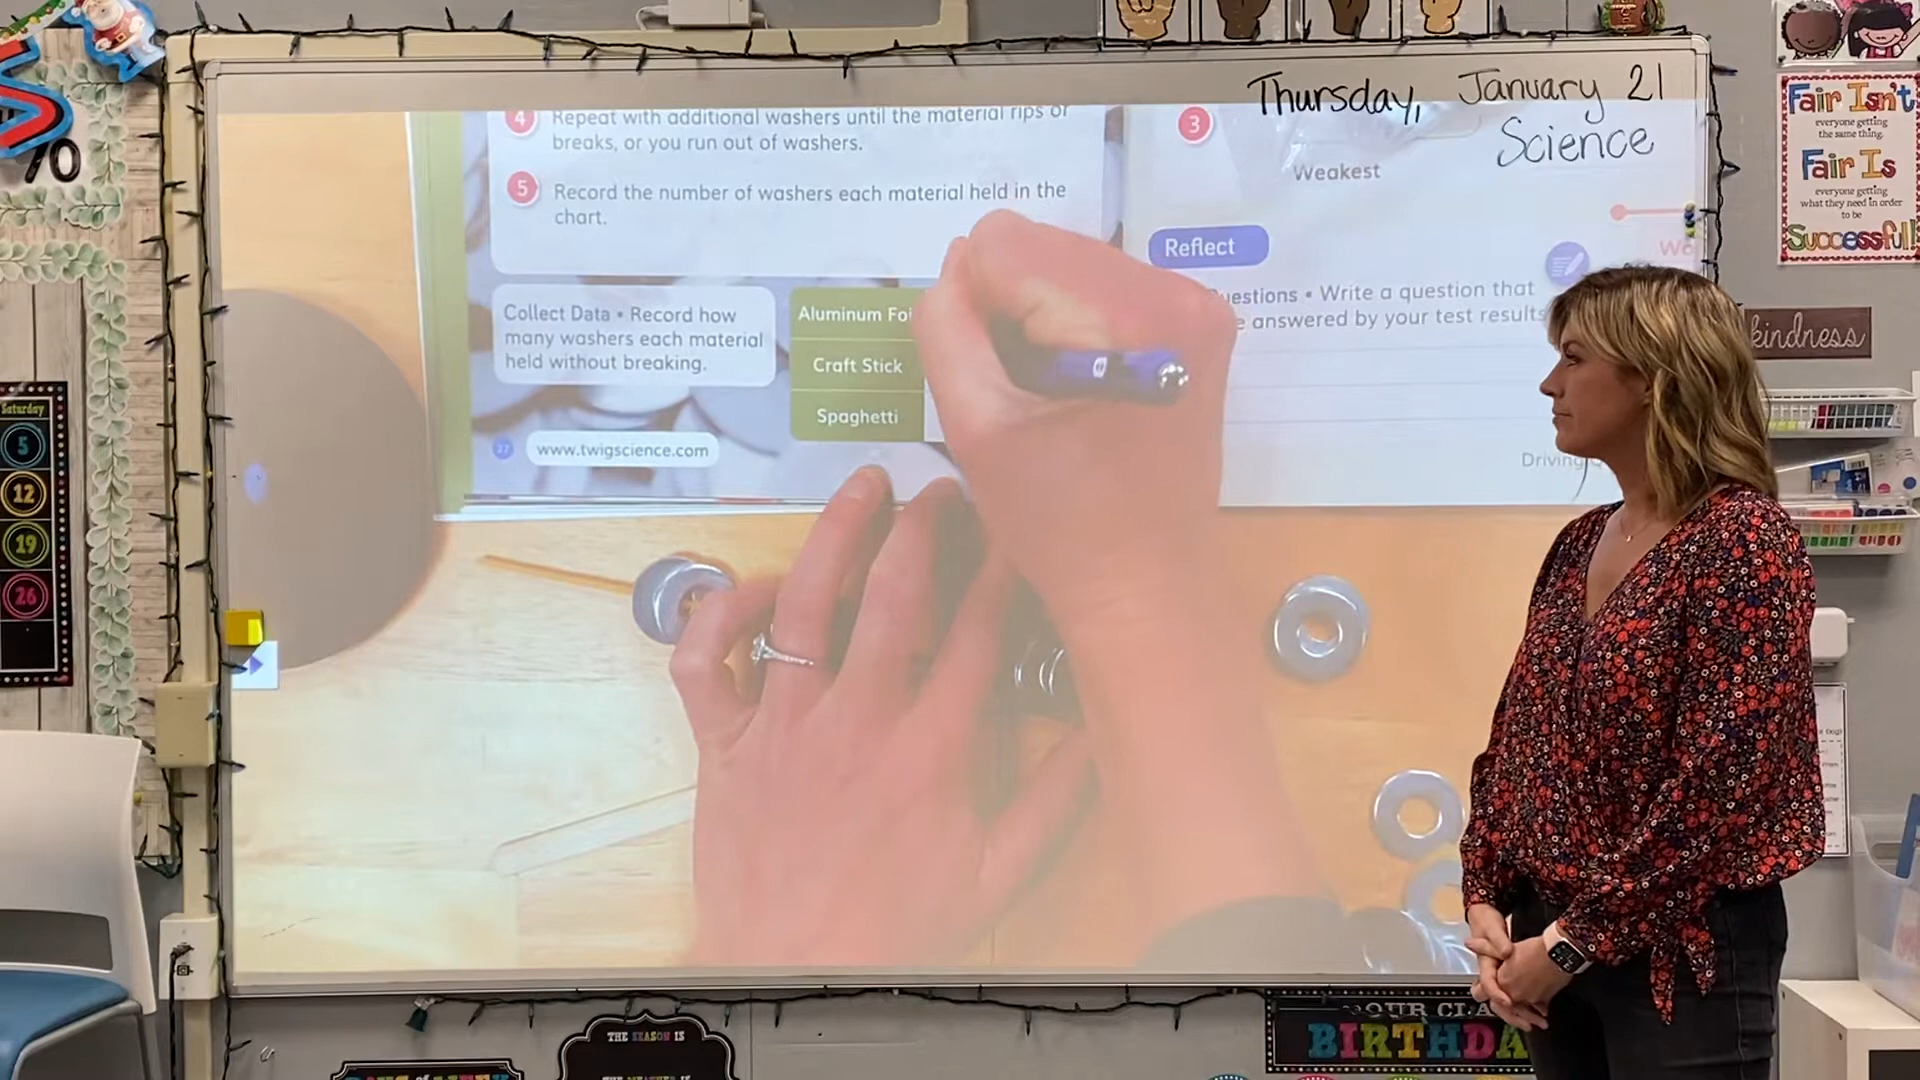 Thursday, January 21
Science
4 Repeat with additional washers until the material rips or
breaks, or you run out of washers.
5 Record the number of washers each material held in the
chart.
Collect Data • Record how
many washers each material
held without breaking.
Aluminum Foi
Craft Stick
Spaghetti
www.twigscience.com
3
Weakest
Reflect
uestions • Write a question that
e answered by your test results
Driving
Saturday
5
12
19
26
70
Fair Isn't
everyone getting
the same thing.
Fair Is
everyone getting
what they need in order
to be
Successful!
kindness
THE SEASON IS
OUR CLA
BIRTHDA